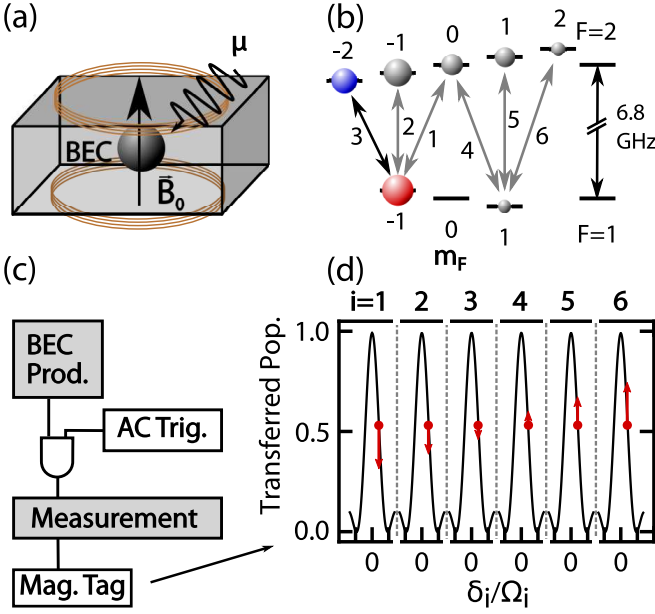 (a)
μ
BEC
B⃗₀
(b)
-2 -1 0 1 2 F=2
3 2 1 4 5 6
6.8
GHz
-1 0 1 F=1
m_F
(c)
BEC
Prod.
AC Trig.
Measurement
Mag. Tag
(d)
i=1 2 3 4 5 6
Transferred Pop.
1.0
0.5
0.0
0 0 0 0 0 0
δᵢ/Ωᵢ